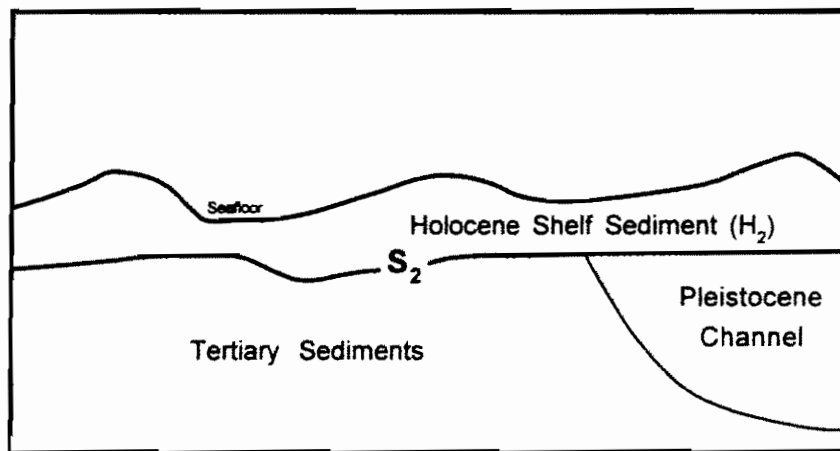 Seafloor
Holocene Shelf Sediment (H₂)
S₂
Pleistocene
Channel
Tertiary Sediments